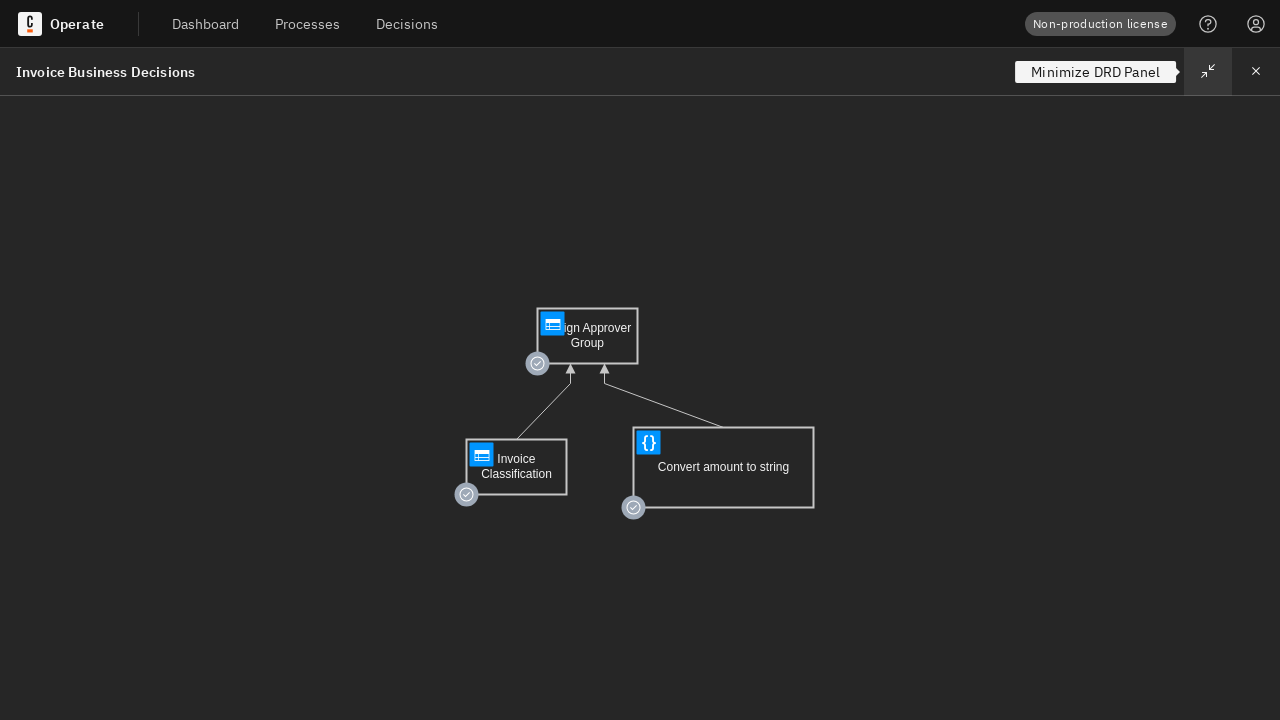 Operate
Dashboard
Processes
Decisions
Non-production license
Invoice Business Decisions
Minimize DRD Panel
Approver
Group
Invoice
Classification
{}
Convert amount to string